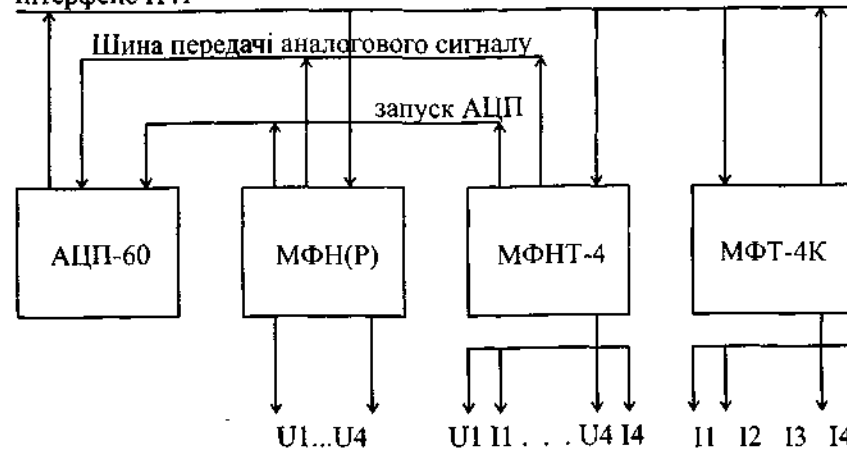 Шина передачі аналогового сигналу
запуск АЦП
АЦП-60 МФН(Р) МФНТ-4 МФТ-4К
U1...U4 U1 I1 . . . U4 I4 I1 I2 I3 I4